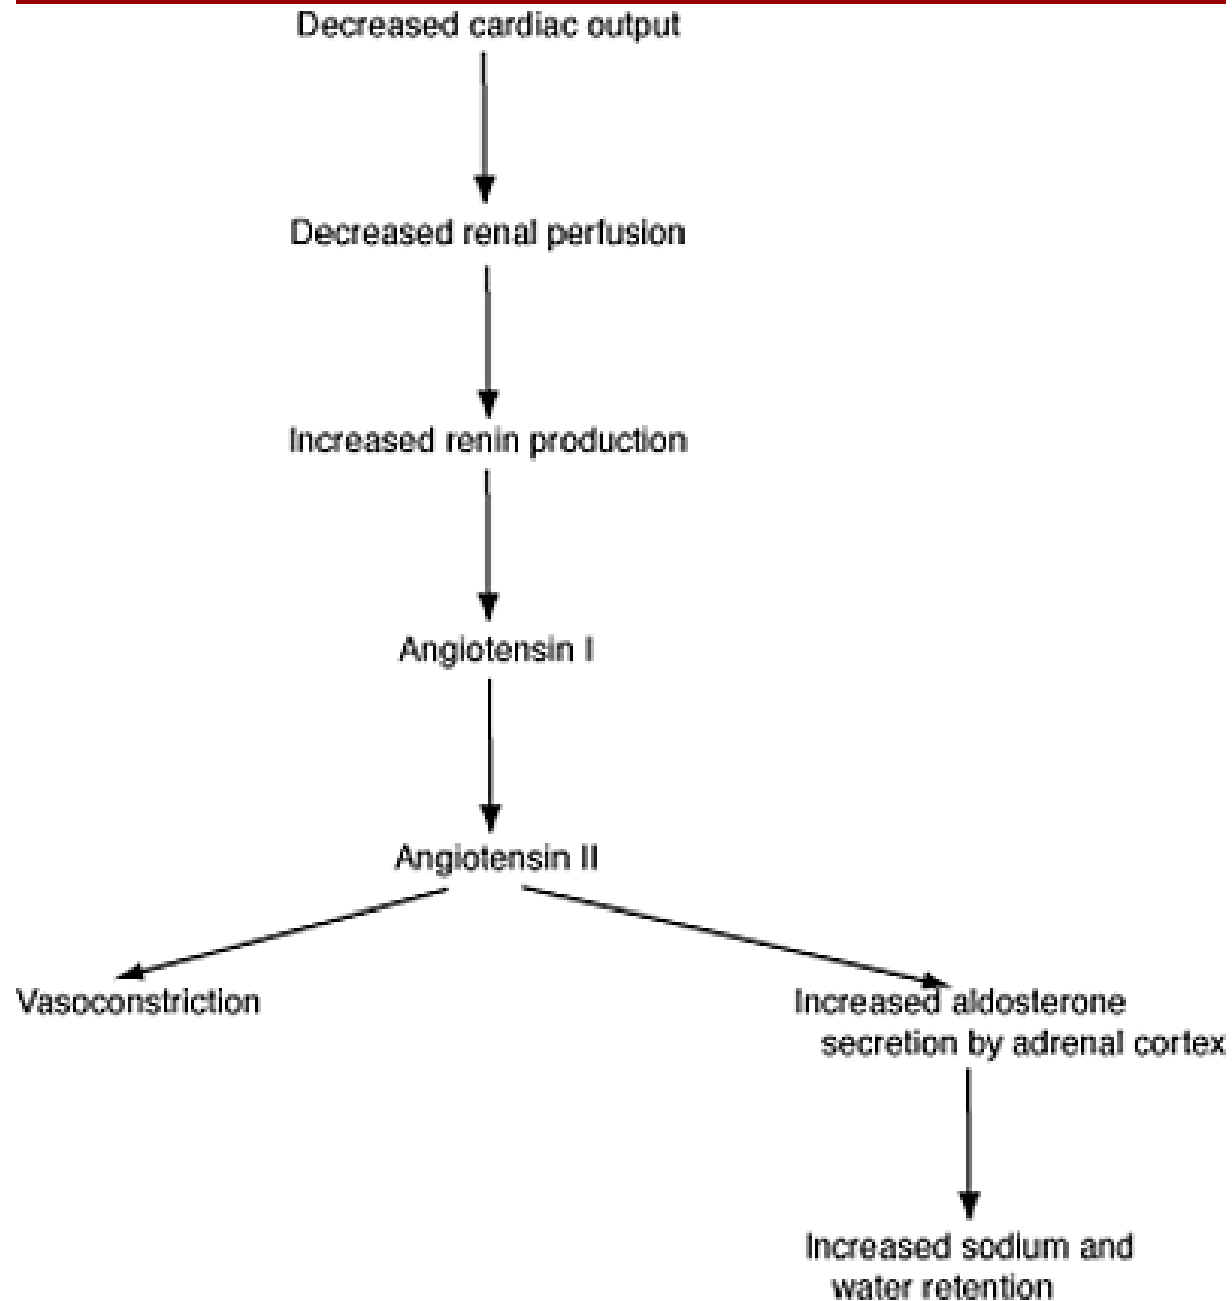 Decreased cardiac output
Decreased renal perfusion
Increased renin production
Angiotensin I
Angiotensin II
Vasoconstriction
Increased aldosterone
secretion by adrenal cortex
Increased sodium and
water retention